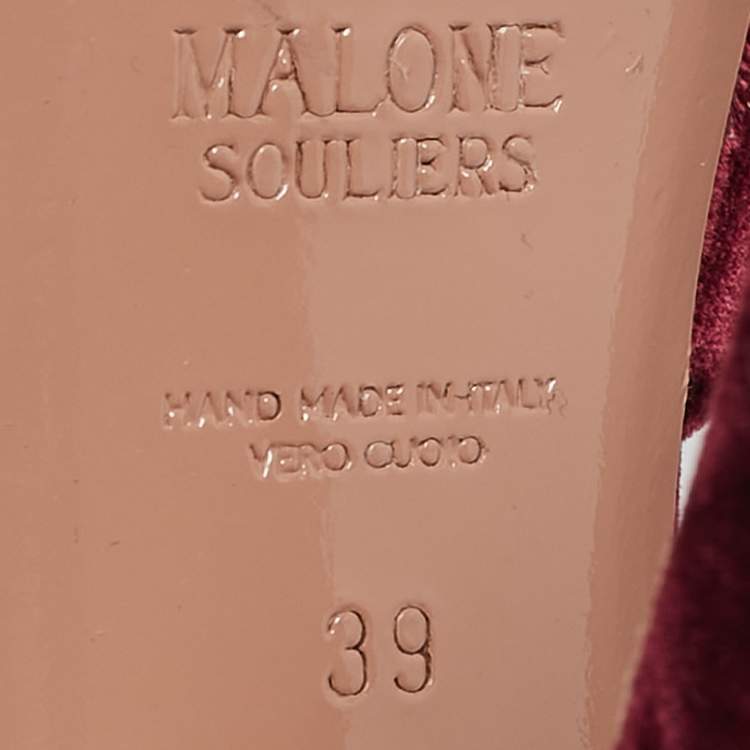 MALONE
SOULIERS
HAND MADE IN ITALY
VERO CUOIO
39